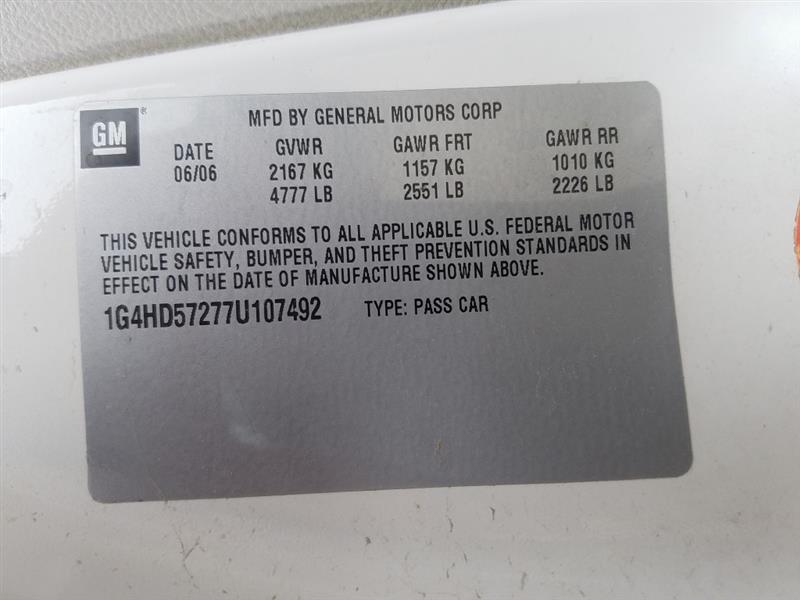 GM®
MFD BY GENERAL MOTORS CORP
DATE GVWR GAWR FRT GAWR RR
06/06 2167 KG 1157 KG 1010 KG
4777 LB 2551 LB 2226 LB
THIS VEHICLE CONFORMS TO ALL APPLICABLE U.S. FEDERAL MOTOR
VEHICLE SAFETY, BUMPER, AND THEFT PREVENTION STANDARDS IN
EFFECT ON THE DATE OF MANUFACTURE SHOWN ABOVE.
1G4HD57277U107492 TYPE: PASS CAR